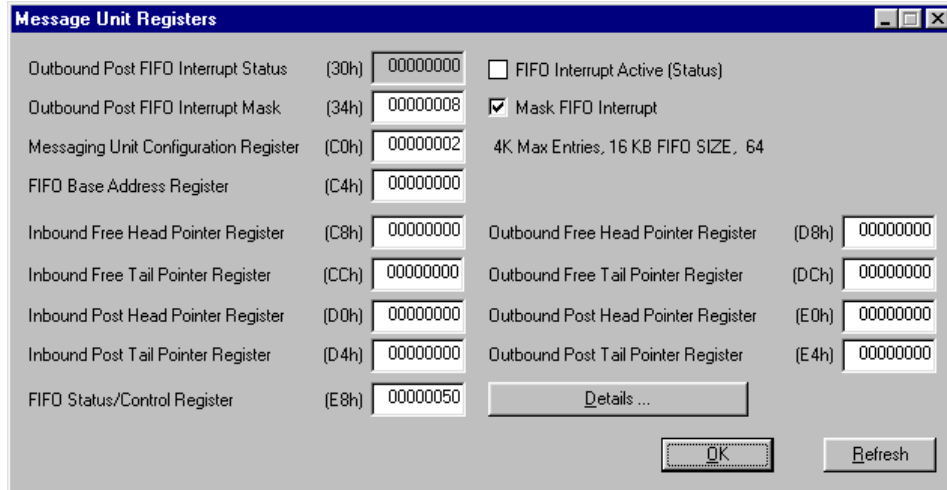 Message Unit Registers
Outbound Post FIFO Interrupt Status (30h) 00000000 FIFO Interrupt Active (Status)
Outbound Post FIFO Interrupt Mask (34h) 00000008 Mask FIFO Interrupt
Messaging Unit Configuration Register (C0h) 00000002 4K Max Entries, 16 KB FIFO SIZE, 64
FIFO Base Address Register (C4h) 00000000
Inbound Free Head Pointer Register (C8h) 00000000 Outbound Free Head Pointer Register (D8h) 00000000
Inbound Free Tail Pointer Register (CCh) 00000000 Outbound Free Tail Pointer Register (DCh) 00000000
Inbound Post Head Pointer Register (D0h) 00000000 Outbound Post Head Pointer Register (E0h) 00000000
Inbound Post Tail Pointer Register (D4h) 00000000 Outbound Post Tail Pointer Register (E4h) 00000000
FIFO Status/Control Register (E8h) 00000050 Details ...
OK Refresh